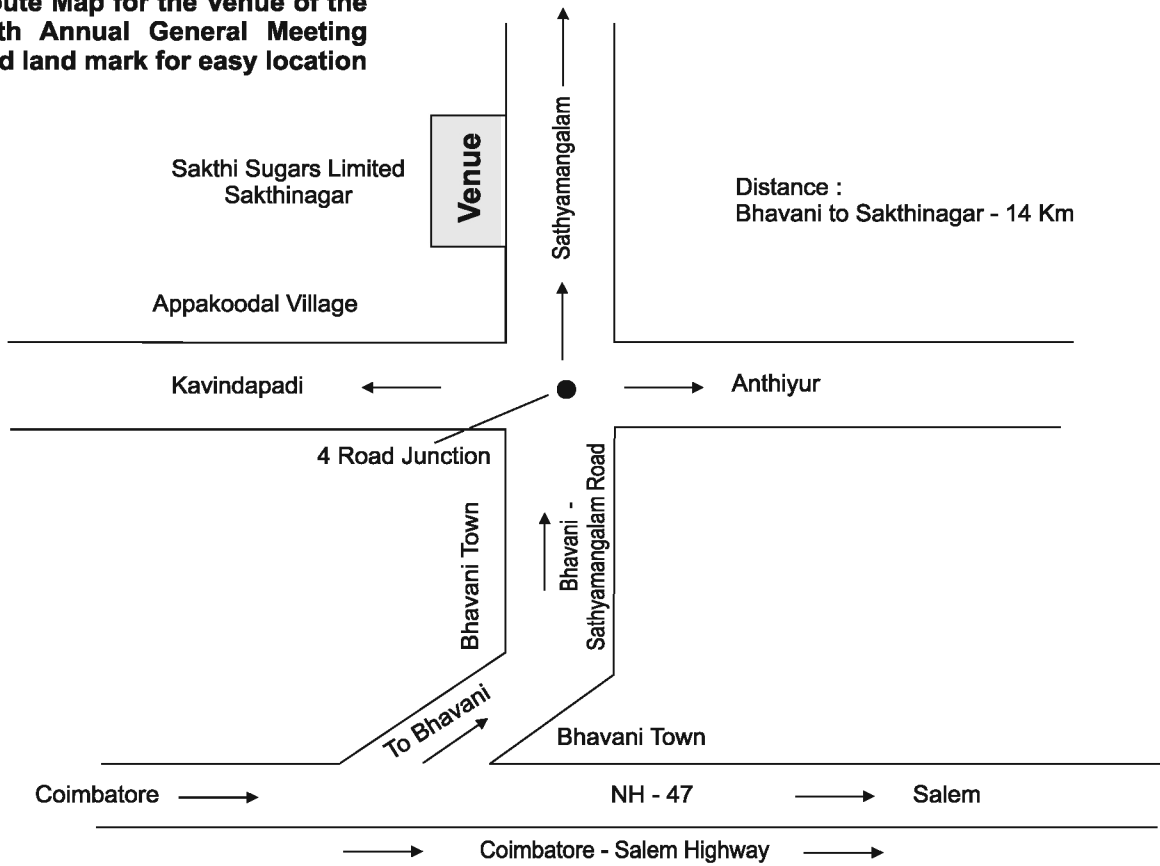 Map for the Venue of the
Annual General Meeting
land mark for easy location
Sathyamangalam
Venue
Sakthi Sugars Limited
Sakthinagar
Distance :
Bhavani to Sakthinagar - 14 Km
Appakoodal Village
Kavindapadi
Anthiyur
4 Road Junction
Bhavani Town
Bhavani -
Sathyamangalam Road
To Bhavani
Bhavani Town
Coimbatore
NH - 47
Salem
Coimbatore - Salem Highway